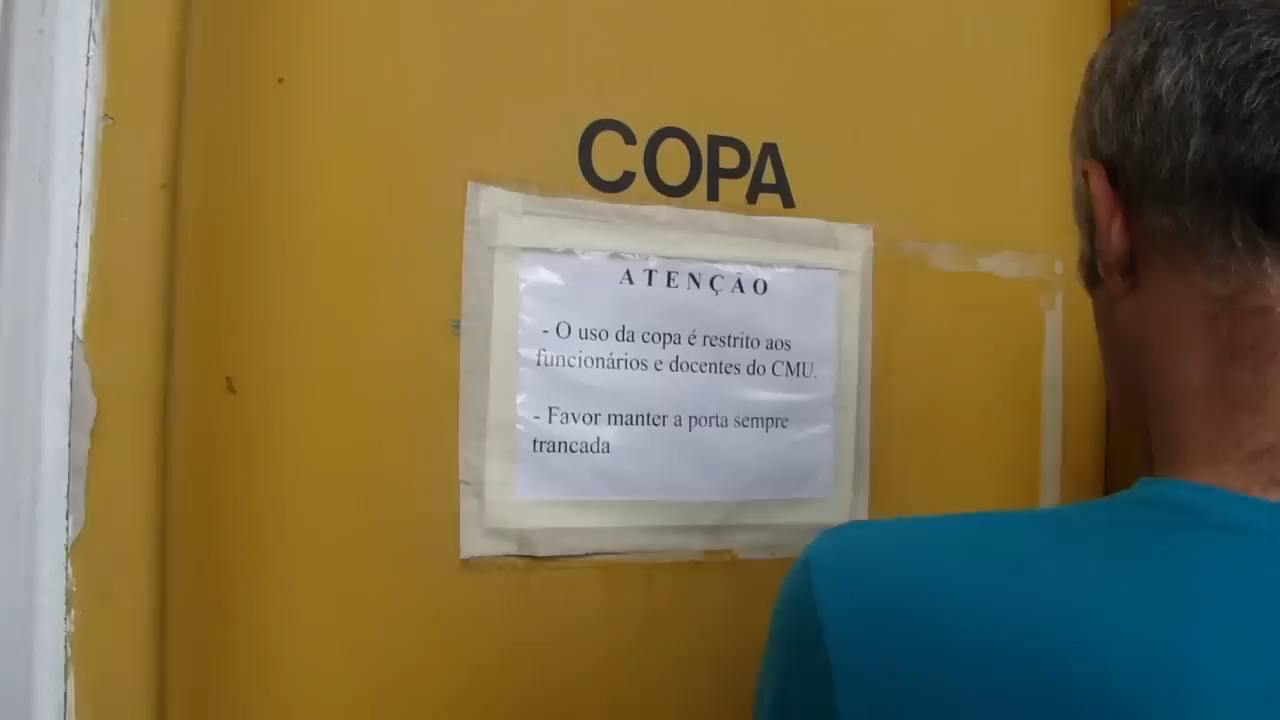 COPA
ATENÇÃO
- O uso da copa é restrito aos
funcionários e docentes do CMU.
- Favor manter a porta sempre
trancada